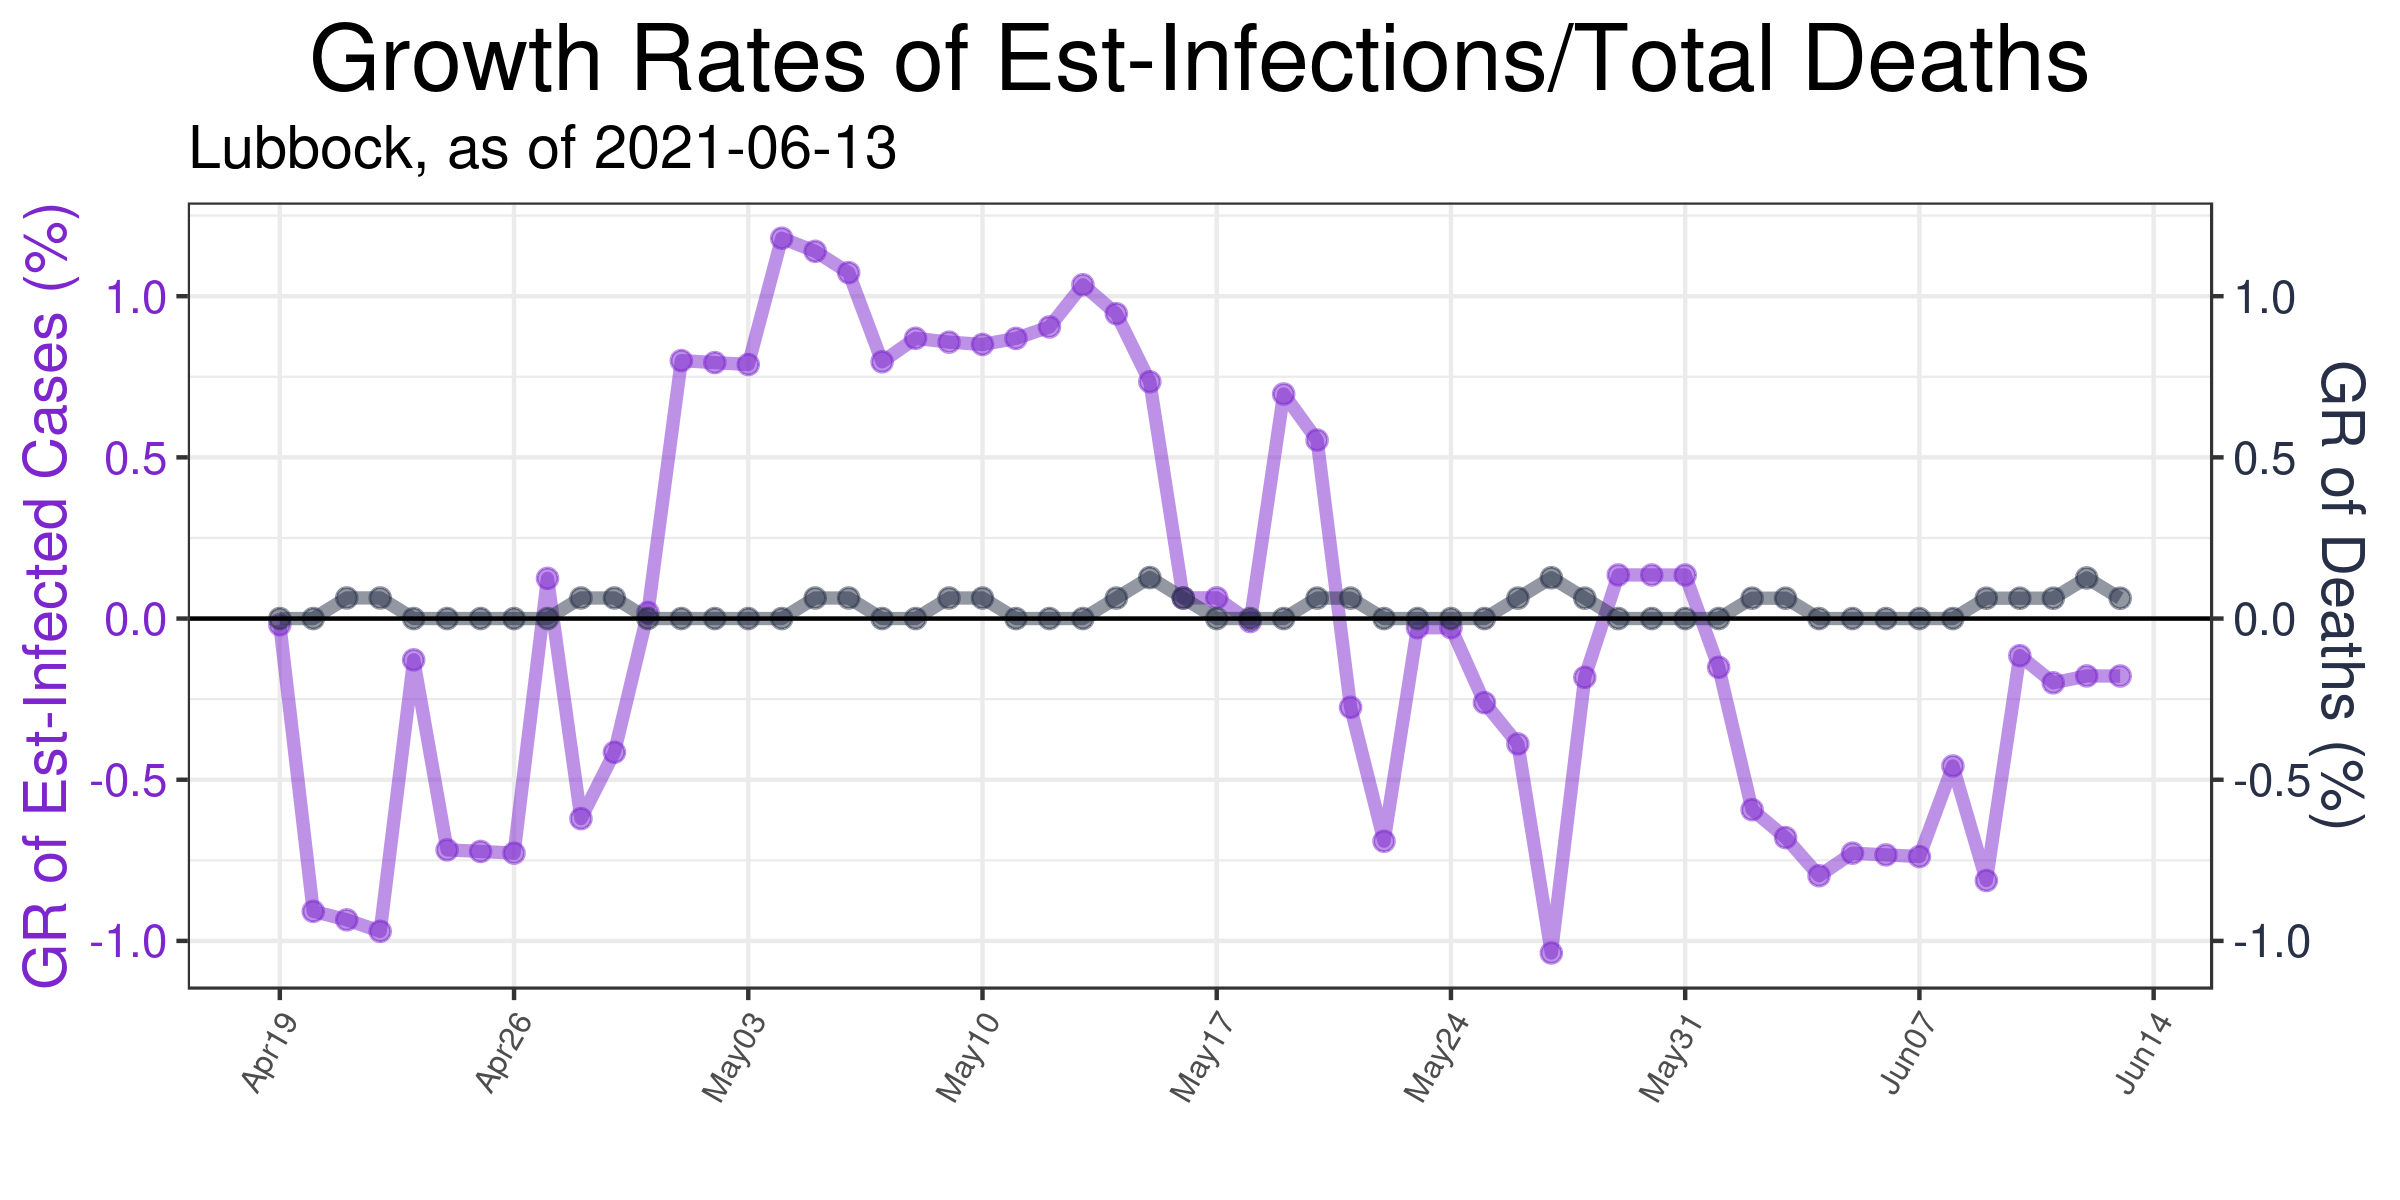 Growth Rates of Est-Infections/Total Deaths
Lubbock, as of 2021-06-13
GR of Est-Infected Cases (%)
1.0
0.5
0.0
-0.5
-1.0
1.0
0.5
0.0
-0.5
-1.0
GR of Deaths (%)
Apr19
Apr26
May03
May10
May17
May24
May31
Jun07
Jun14